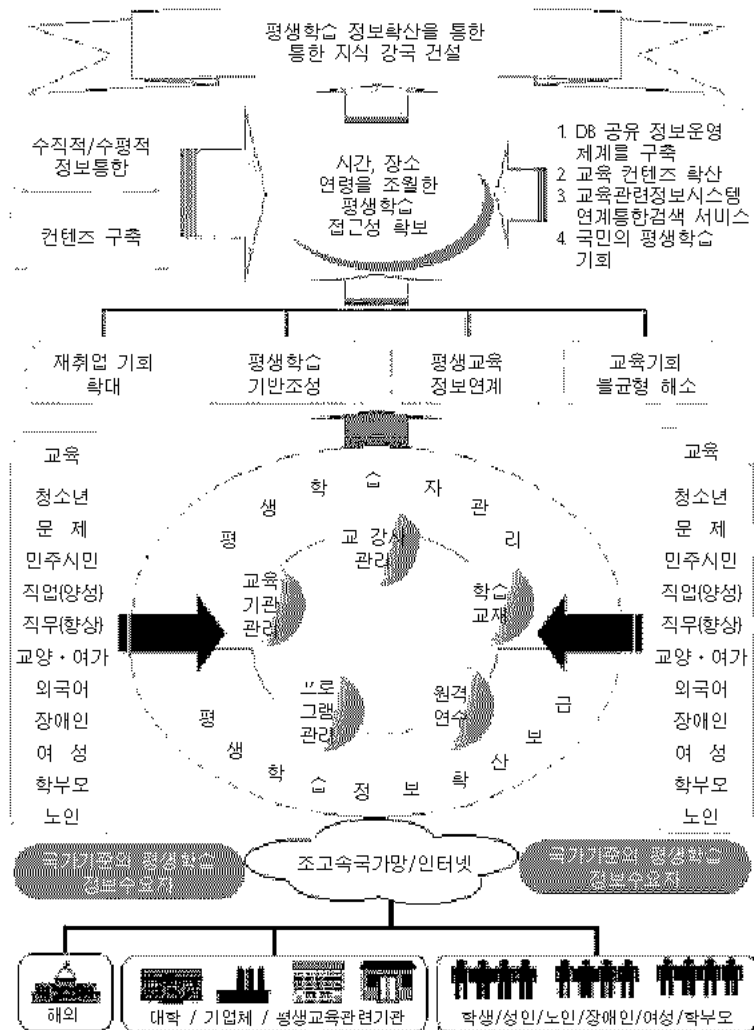 평생학습 정보확산을 통한
통한 지식 강국 건설
수직적/수평적
정보통합
컨텐즈 구축
시간, 장소
연령을 조월한
평생학습
접근성 확보
1. DB 공유 정보운영
체계를 구축
2. 교육 컨텐즈 확산
3. 교육관련정보시스템
연계통합검색 서비스
4. 국민의 평생학습
기회
재취업 기회
확대
평생학습
기반조성
평생교육
정보연계
교육기회
불균형 해소
교육
청소년
문 제
민주시민
직업(양성)
직무(향상)
교양·여가
외국어
장애인
여 성
학부모
노인
평생학습자관리
교 강사
관리
교육
기관
관리
학습
교재
프로
그램
관리
원격
연수
평생학습정보확산보급
교육
청소년
문 제
민주시민
직업(양성)
직무(향상)
교양·여가
외국어
장애인
여 성
학부모
노인
국가기준의 평생학습
정보수요자
조고속국가망/인터넷
국가기준의 평생학습
정보수요자
해외
대학 / 기업체 / 평생교육관련기관
학생/성인/노인/장애인/여성/학부모